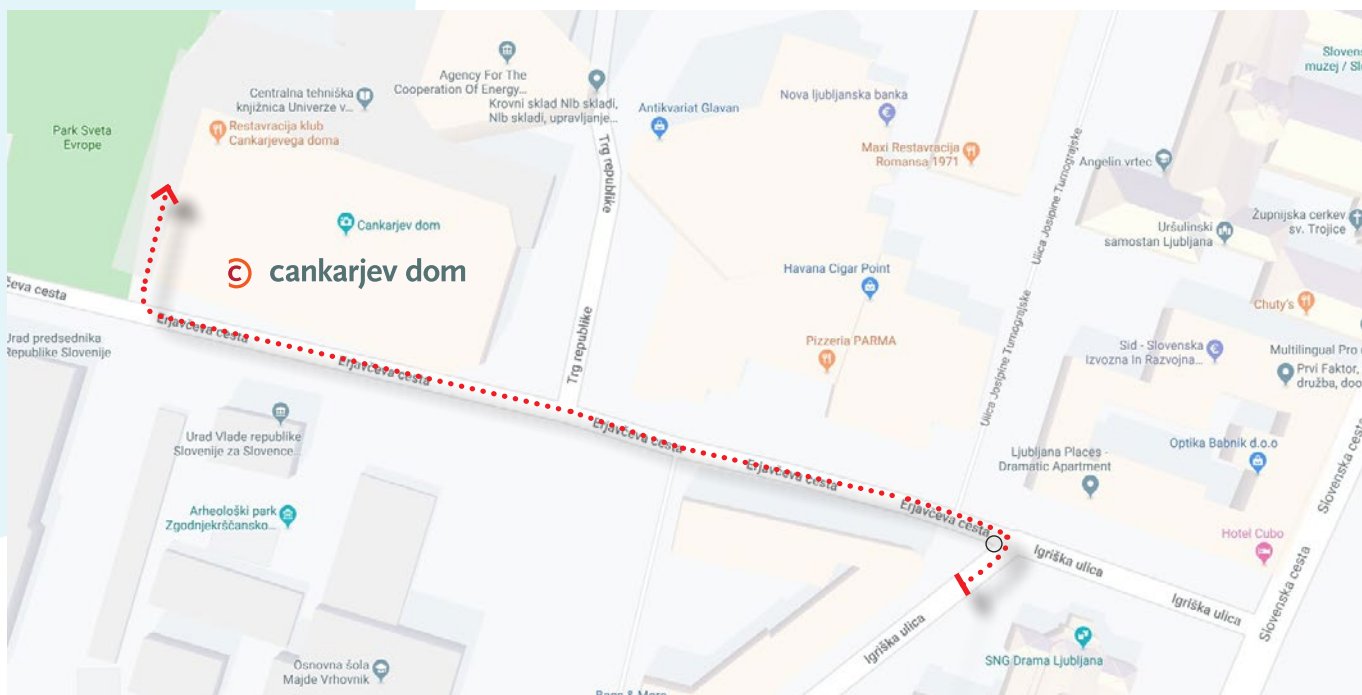 Park Sveta
Evrope
Centralna tehniška
knjižnica Univerze v...
Restavracija klub
Cankarjevega doma
Agency For The
Cooperation Of Energy...
Krovni sklad Nlb skladi,
Nlb skladi, upravljanje...
Antikvariat Glavan
Nova ljubljanska banka
Maxi Restavracija
Romansa 1971
Slovens
muzej / Slo
Angelin vrtec
Uršulinski
samostan Ljubljana
Župnijska cerkev
sv. Trojice
Trg republike
Ulica Josipine Turnograjske
Cankarjev dom
c cankarjev dom
Havana Cigar Point
Chuty's
Pizzeria PARMA
Sid - Slovenska
Izvozna In Razvojna...
Multilingual Pro
Prvi Faktor,
družba, doo
čeva cesta
Urad predsednika
Republike Slovenije
Erjavčeva cesta
Erjavčeva cesta
Trg republike
Ulica Josipine Turnograjske
Erjavčeva cesta
Erjavčeva cesta
Erjavčeva cesta
Urad Vlade republike
Slovenije za Slovence...
Arheološki park
Zgodnjekrščansko...
Ljubljana Places -
Dramatic Apartment
Optika Babnik d.o.o
Slovenska cesta
Hotel Cubo
Igriška ulica
Igriška ulica
Slovenska cesta
Igriška ulica
SNG Drama Ljubljana
Osnovna šola
Majde Vrhovnik